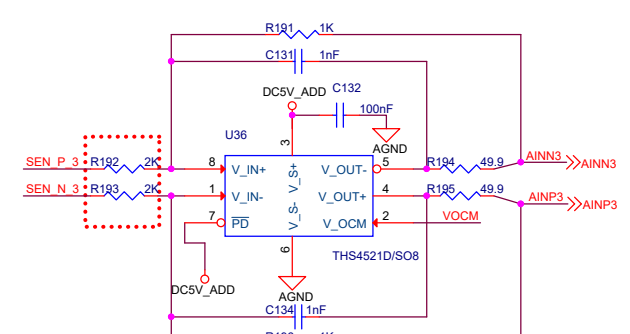 R191 1K
C131 1nF
C132
DC5V_ADD
100nF
U36
3
AGND
SEN_P_3 R192 2K 8 V_IN+ V_S+ V_OUT- 5 R194 49.9 AINN3 AINN3
SEN_N_3 R193 2K 1 V_IN- V_S- V_OUT+ 4 R195 49.9 AINP3 AINP3
7 PD V_OCM 2 VOCM
6
THS4521D/SO8
DC5V_ADD
AGND
C134 1nF
1K